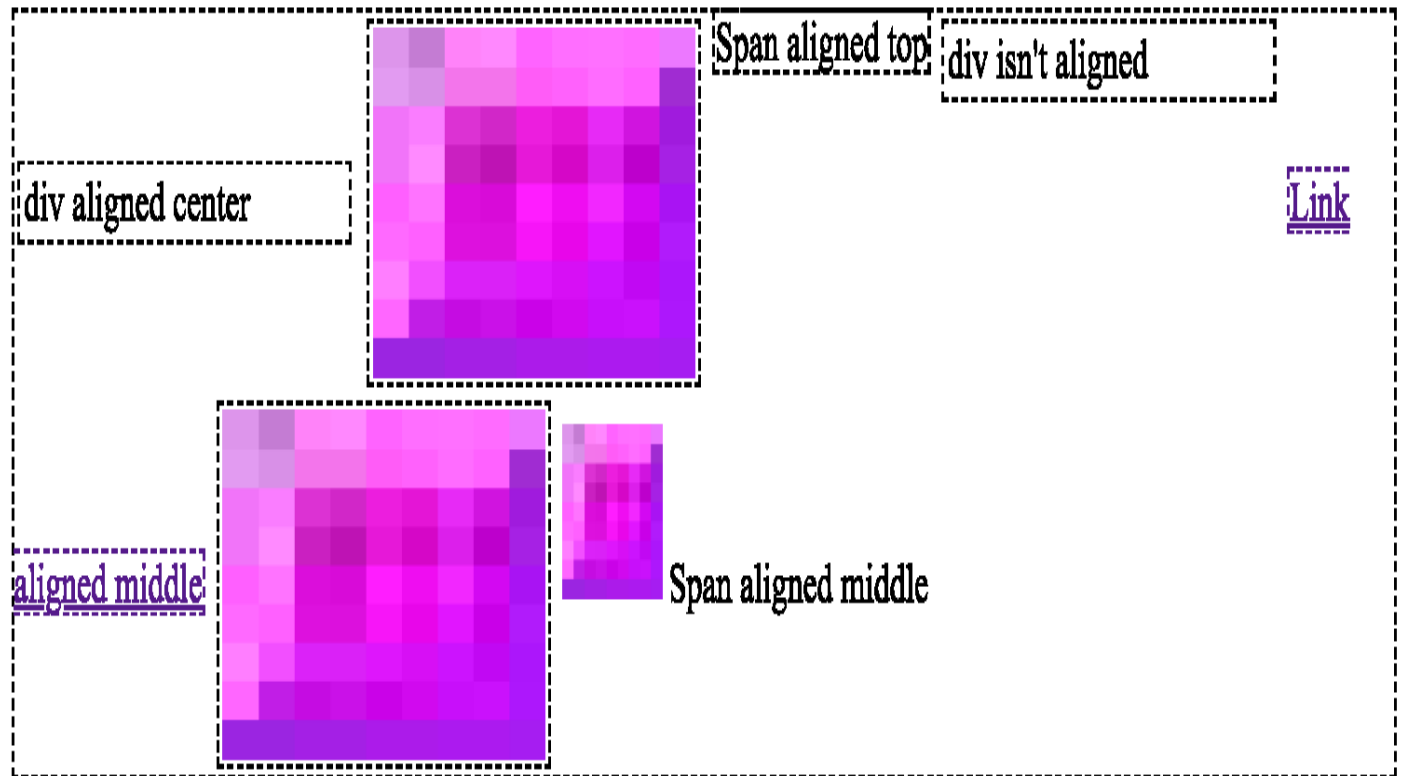 Span aligned top
div isn't aligned
div aligned center
Link
aligned middle
Span aligned middle